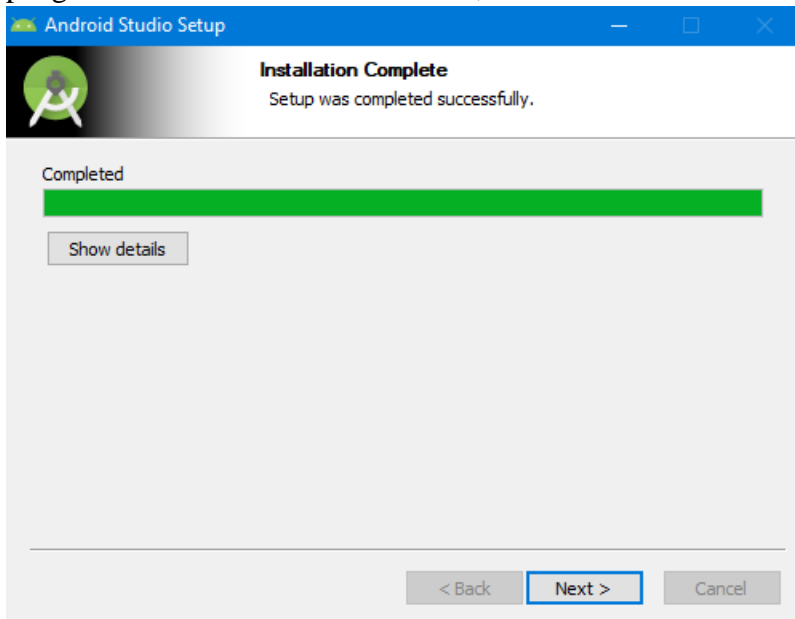 Android Studio Setup
Installation Complete
Setup was completed successfully.
Completed
Show details
< Back Next > Cancel